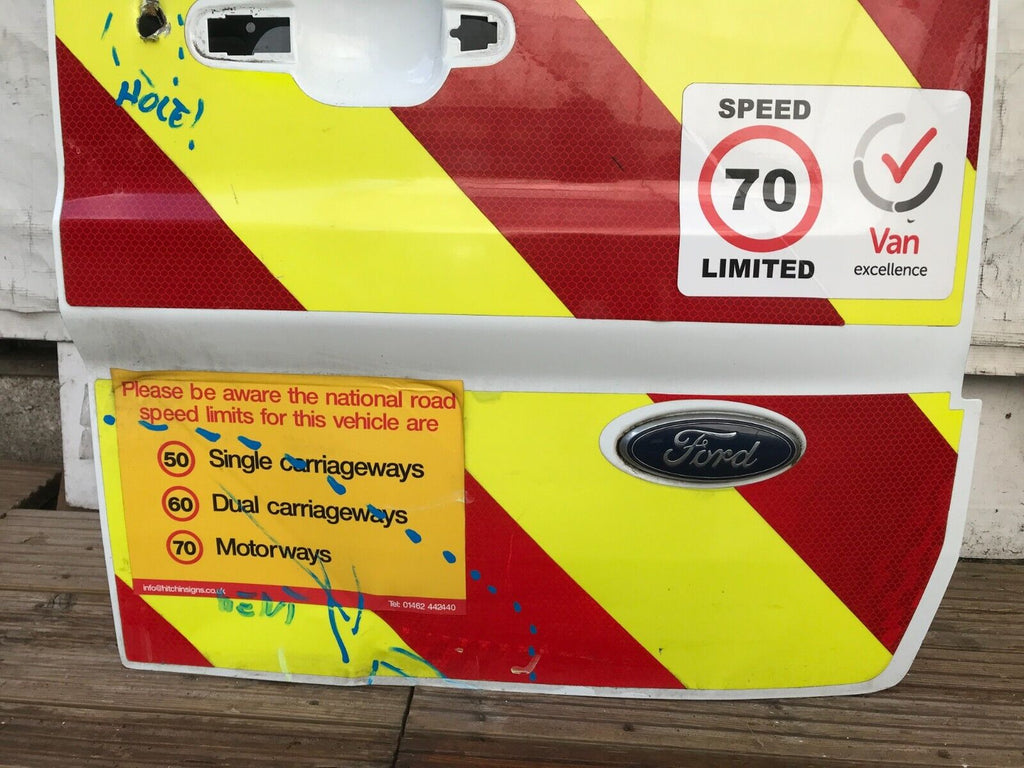 HOLE!
SPEED
70
LIMITED
Van
excellence
Please be aware the national road
speed limits for this vehicle are
50 Single carriageways
60 Dual carriageways
70 Motorways
info@hitchinsigns.co.uk
Tel: 01462 442440
DENT
Ford